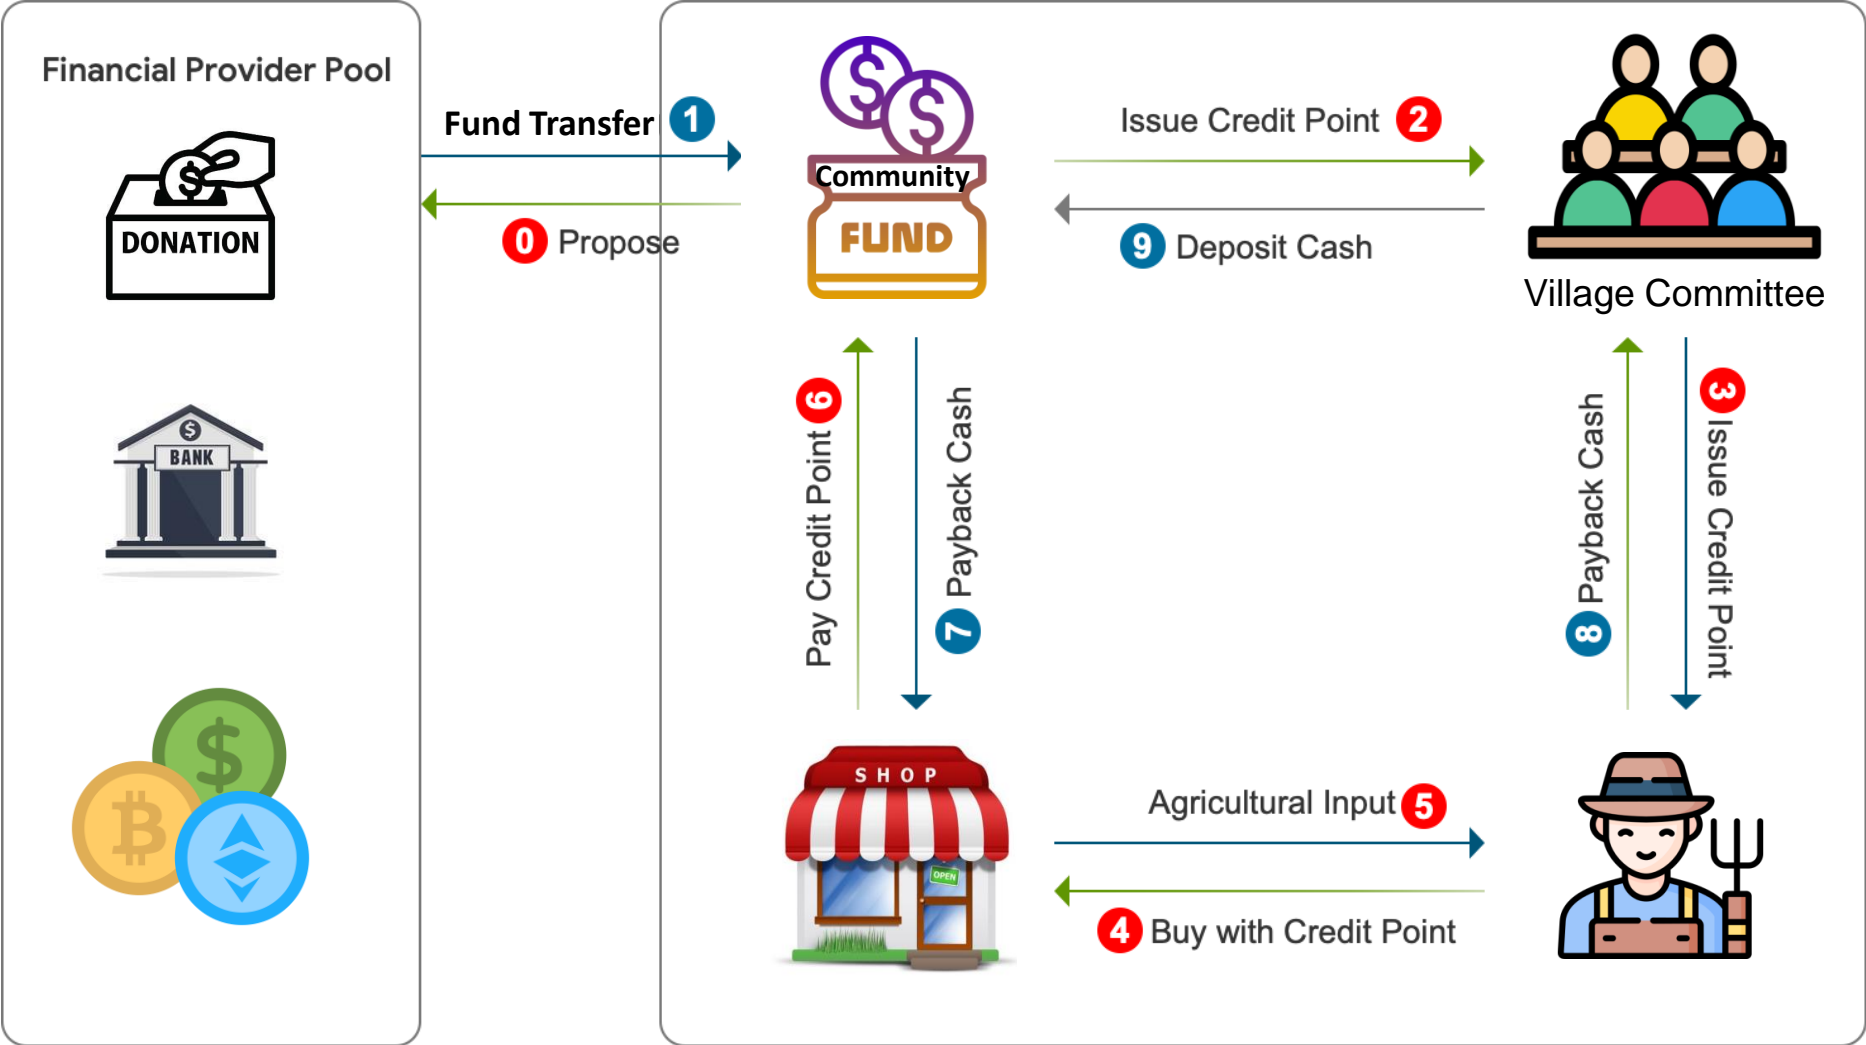 Financial Provider Pool
$
DONATION
$
BANK
$
Fund Transfer 1
0 Propose
$ $
Community
FUND
Issue Credit Point 2
9 Deposit Cash
Village Committee
6 Pay Credit Point
7 Payback Cash
8 Payback Cash
3 Issue Credit Point
SHOP
OPEN
Agricultural Input 5
4 Buy with Credit Point